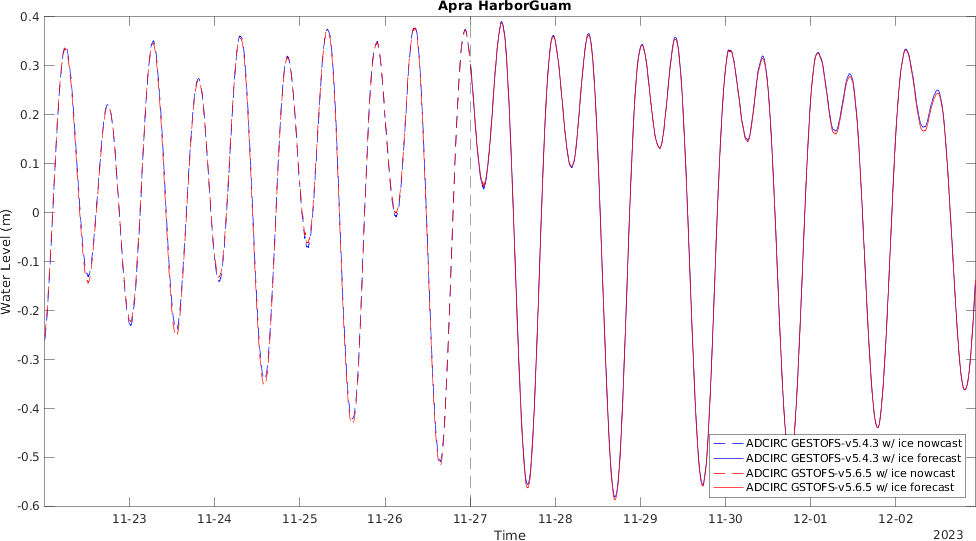 Apra HarborGuam
0.4
0.3
0.2
0.1
0
-0.1
-0.2
-0.3
-0.4
-0.5
-0.6
Water Level (m)
ADCIRC GESTOFS-v5.4.3 w/ ice nowcast
ADCIRC GESTOFS-v5.4.3 w/ ice forecast
ADCIRC GSTOFS-v5.6.5 w/ ice nowcast
ADCIRC GSTOFS-v5.6.5 w/ ice forecast
11-23 11-24 11-25 11-26 11-27 11-28 11-29 11-30 12-01 12-02
Time
2023